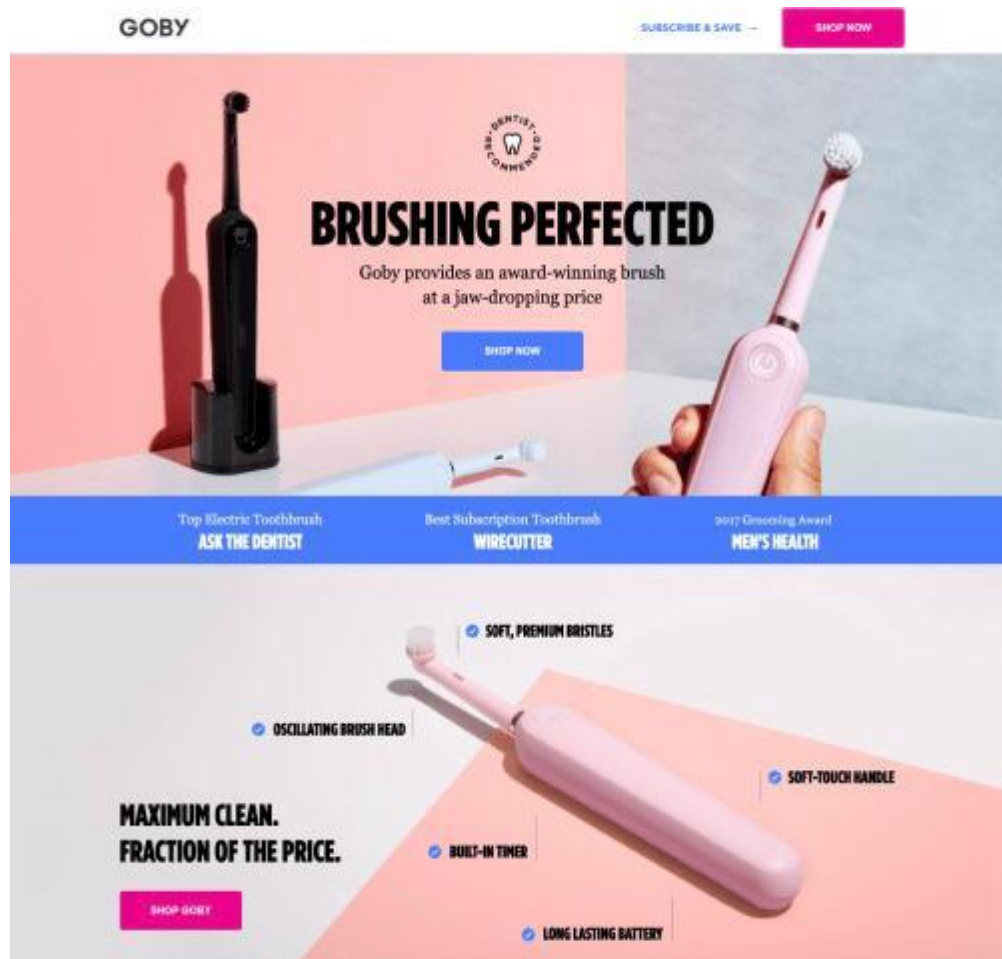 GOBY
SUBSCRIBE & SAVE →
SHOP NOW
DENTIST RECOMMENDED
BRUSHING PERFECTED
Goby provides an award-winning brush
at a jaw-dropping price
SHOP NOW
Top Electric Toothbrush
ASK THE DENTIST
Best Subscription Toothbrush
WIRECUTTER
2017 Grooming Award
MEN'S HEALTH
SOFT, PREMIUM BRISTLES
OSCILLATING BRUSH HEAD
SOFT-TOUCH HANDLE
MAXIMUM CLEAN.
FRACTION OF THE PRICE.
BUILT-IN TIMER
SHOP GOBY
LONG LASTING BATTERY